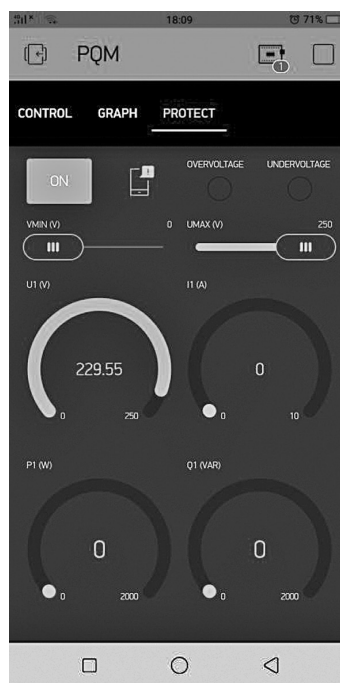 18:09 71%
PQM
1
CONTROL GRAPH PROTECT
ON OVERVOLTAGE UNDERVOLTAGE
VMIN (V) 0 UMAX (V) 250
U1 (V) I1 (A)
229.55 0
0 250 0 10
P1 (W) Q1 (VAR)
0 0
0 2000 0 2000